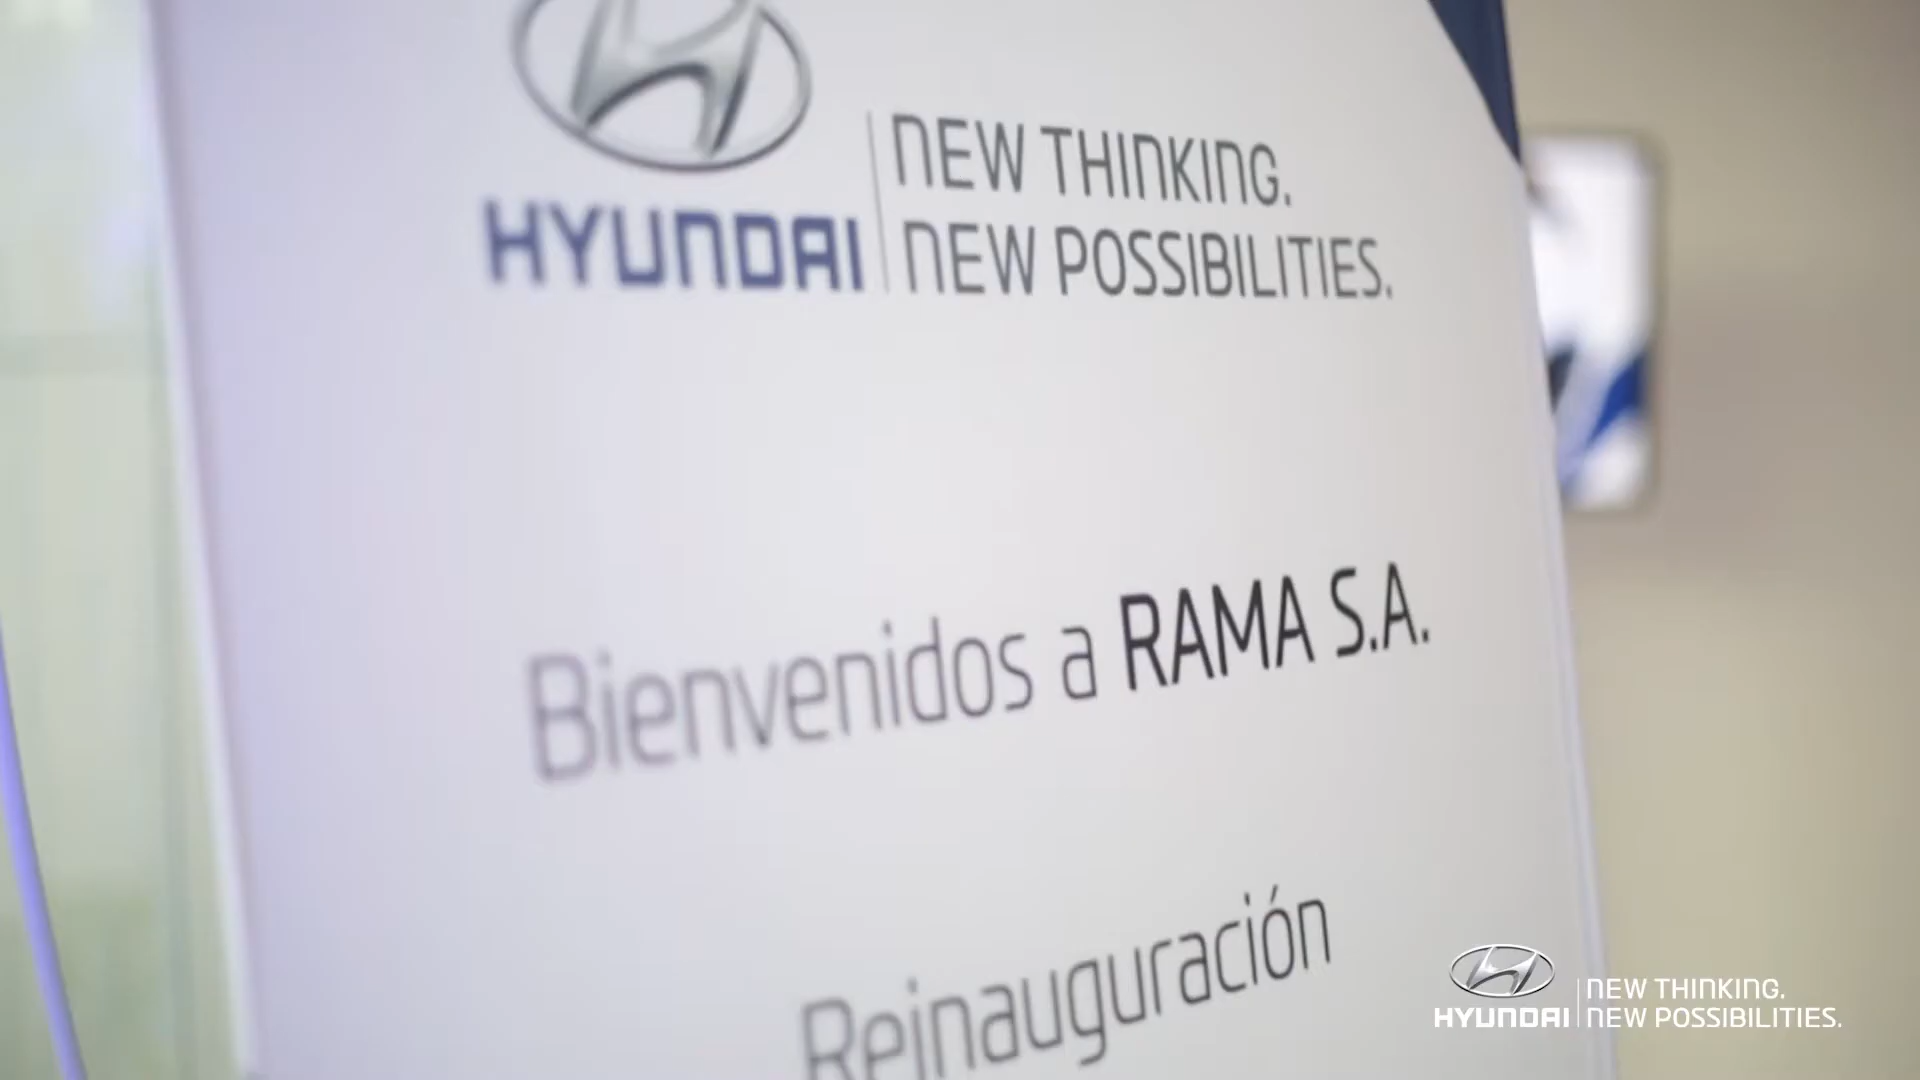 HYUNDAI
NEW THINKING.
NEW POSSIBILITIES.
Bienvenidos a RAMA S.A.
Reinauguración
HYUNDAI
NEW THINKING.
NEW POSSIBILITIES.